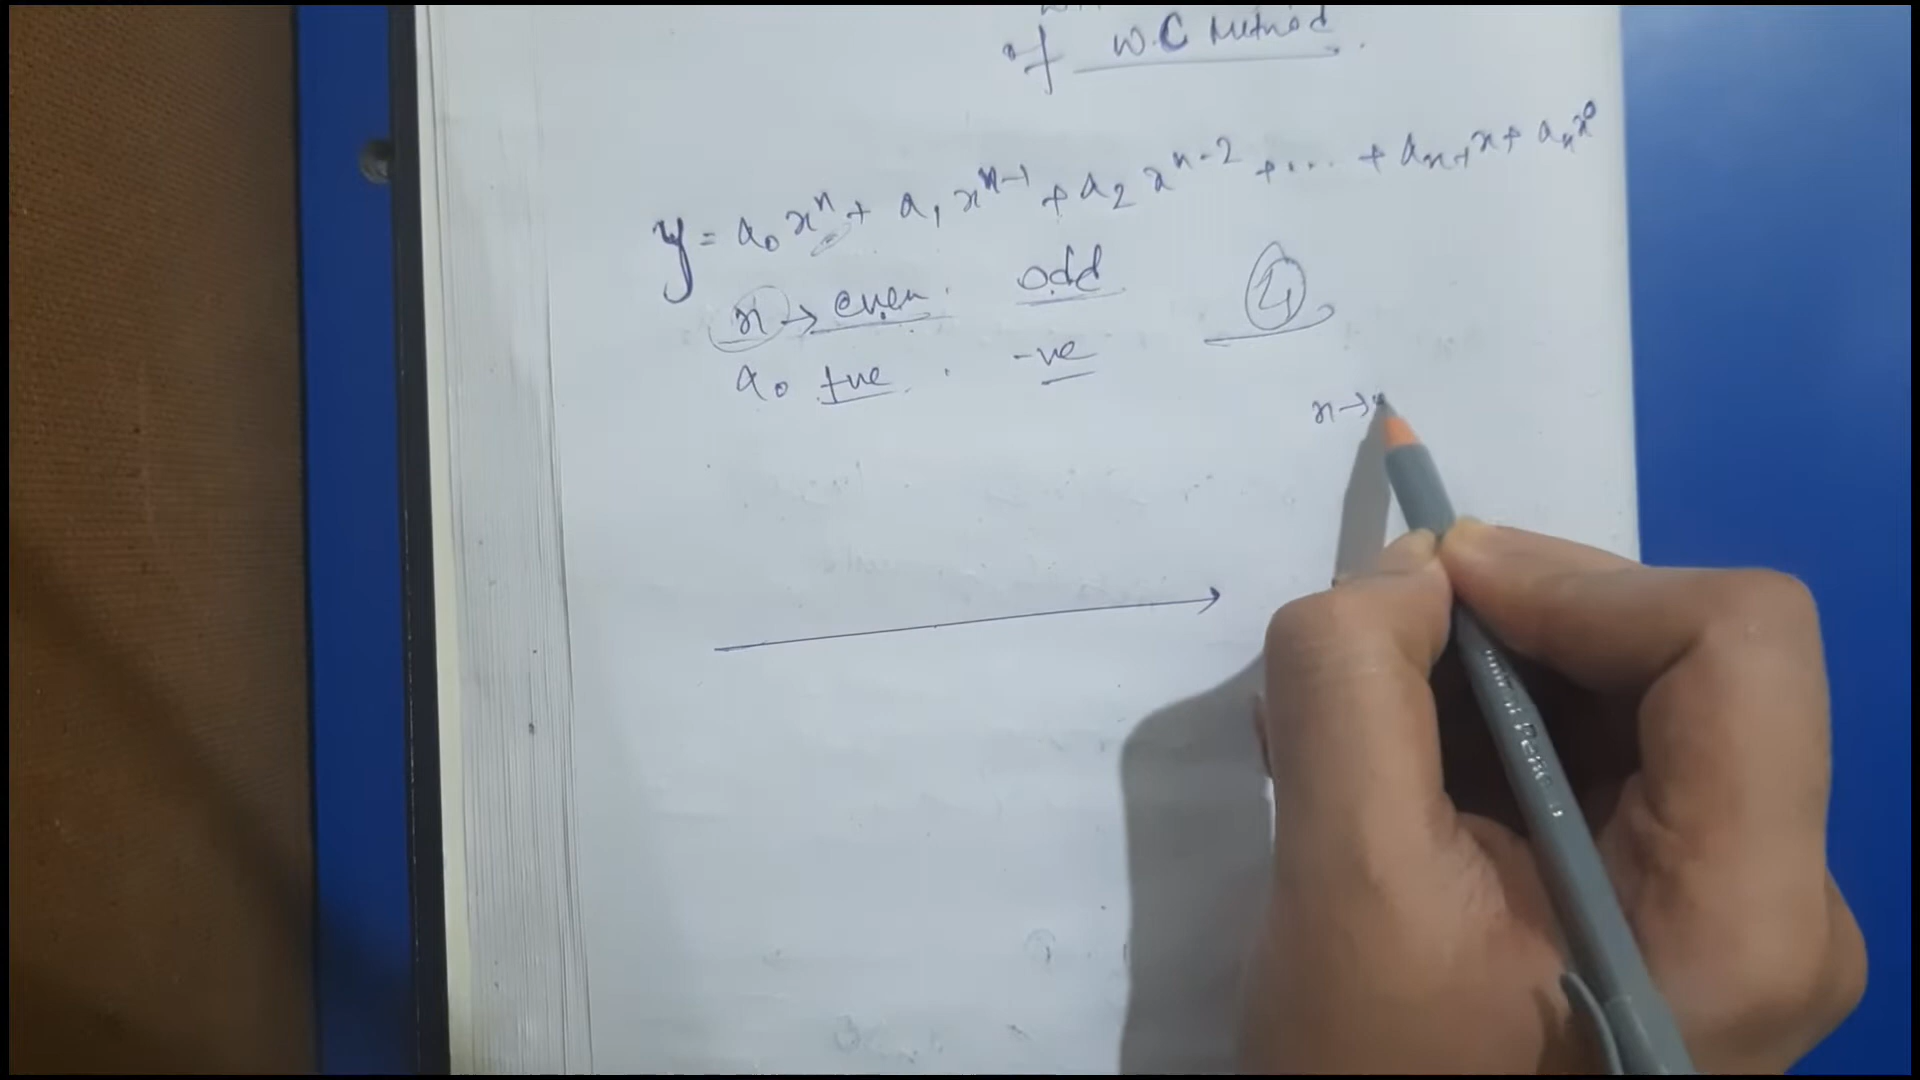 of W.C Method.
y = a₀xⁿ + a₁xⁿ⁻¹ + a₂xⁿ⁻² + .... + aₙ₋₁x + aₙx⁰
n → even. odd 4
a₀ +ve. -ve
n →